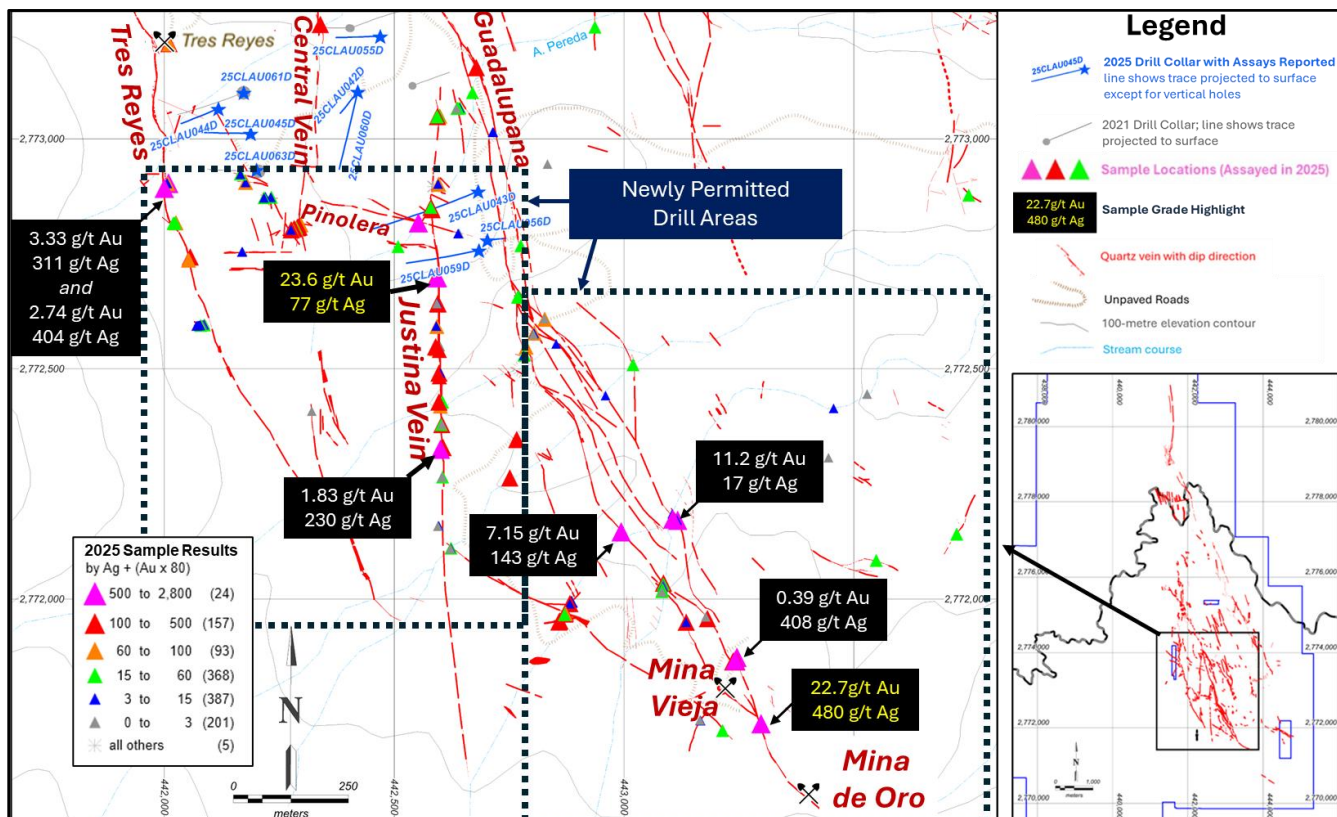 Tres Reyes
Tres Reyes
Central Vein
25CLAU055D
Guadalupana
A. Pereda
25CLAU061D
25CLAU042D
25CLAU044D
25CLAU045D
25CLAU060D
25CLAU063D
2,773,000
2,773,000
Newly Permitted
Drill Areas
Pinolera
25CLAU043D
25CLAU056D
25CLAU059D
3.33 g/t Au
311 g/t Ag
and
2.74 g/t Au
404 g/t Ag
23.6 g/t Au
77 g/t Ag
Justina Vein
2,772,500
2,772,500
1.83 g/t Au
230 g/t Ag
11.2 g/t Au
17 g/t Ag
7.15 g/t Au
143 g/t Ag
2,772,000
2,772,000
0.39 g/t Au
408 g/t Ag
Mina
Vieja
22.7g/t Au
480 g/t Ag
Mina
de Oro
2025 Sample Results
by Ag + (Au x 80)
500 to 2,800 (24)
100 to 500 (157)
60 to 100 (93)
15 to 60 (368)
3 to 15 (387)
0 to 3 (201)
all others (5)
N
0 250
meters
442,000
442,500
443,000
Legend
25CLAU045D
2025 Drill Collar with Assays Reported
line shows trace projected to surface
except for vertical holes
2021 Drill Collar; line shows trace
projected to surface
Sample Locations (Assayed in 2025)
22.7g/t Au
480 g/t Ag
Sample Grade Highlight
Quartz vein with dip direction
Unpaved Roads
100-metre elevation contour
Stream course
438,000
440,000
442,000
444,000
2,780,000
2,780,000
2,778,000
2,778,000
2,776,000
2,776,000
2,774,000
2,774,000
2,772,000
2,772,000
2,770,000
2,770,000
N
0 1,000
meters
440,000
442,000
444,000